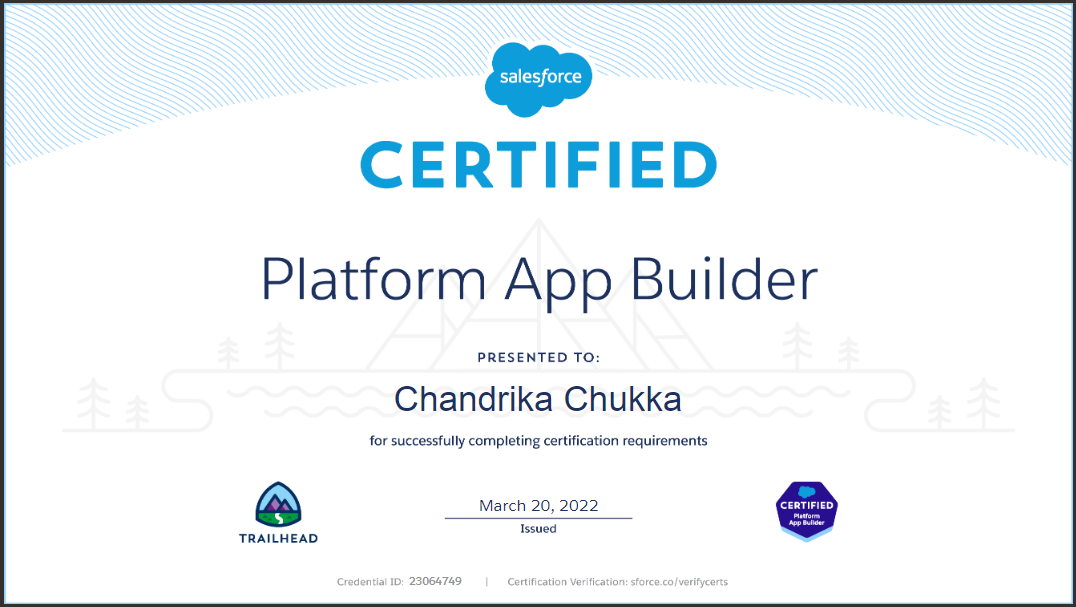 salesforce
CERTIFIED
Platform App Builder
PRESENTED TO:
Chandrika Chukka
for successfully completing certification requirements
March 20, 2022
Issued
TRAILHEAD
CERTIFIED
Platform
App Builder
Credential ID: 23064749 | Certification Verification: sforce.co/verifycerts